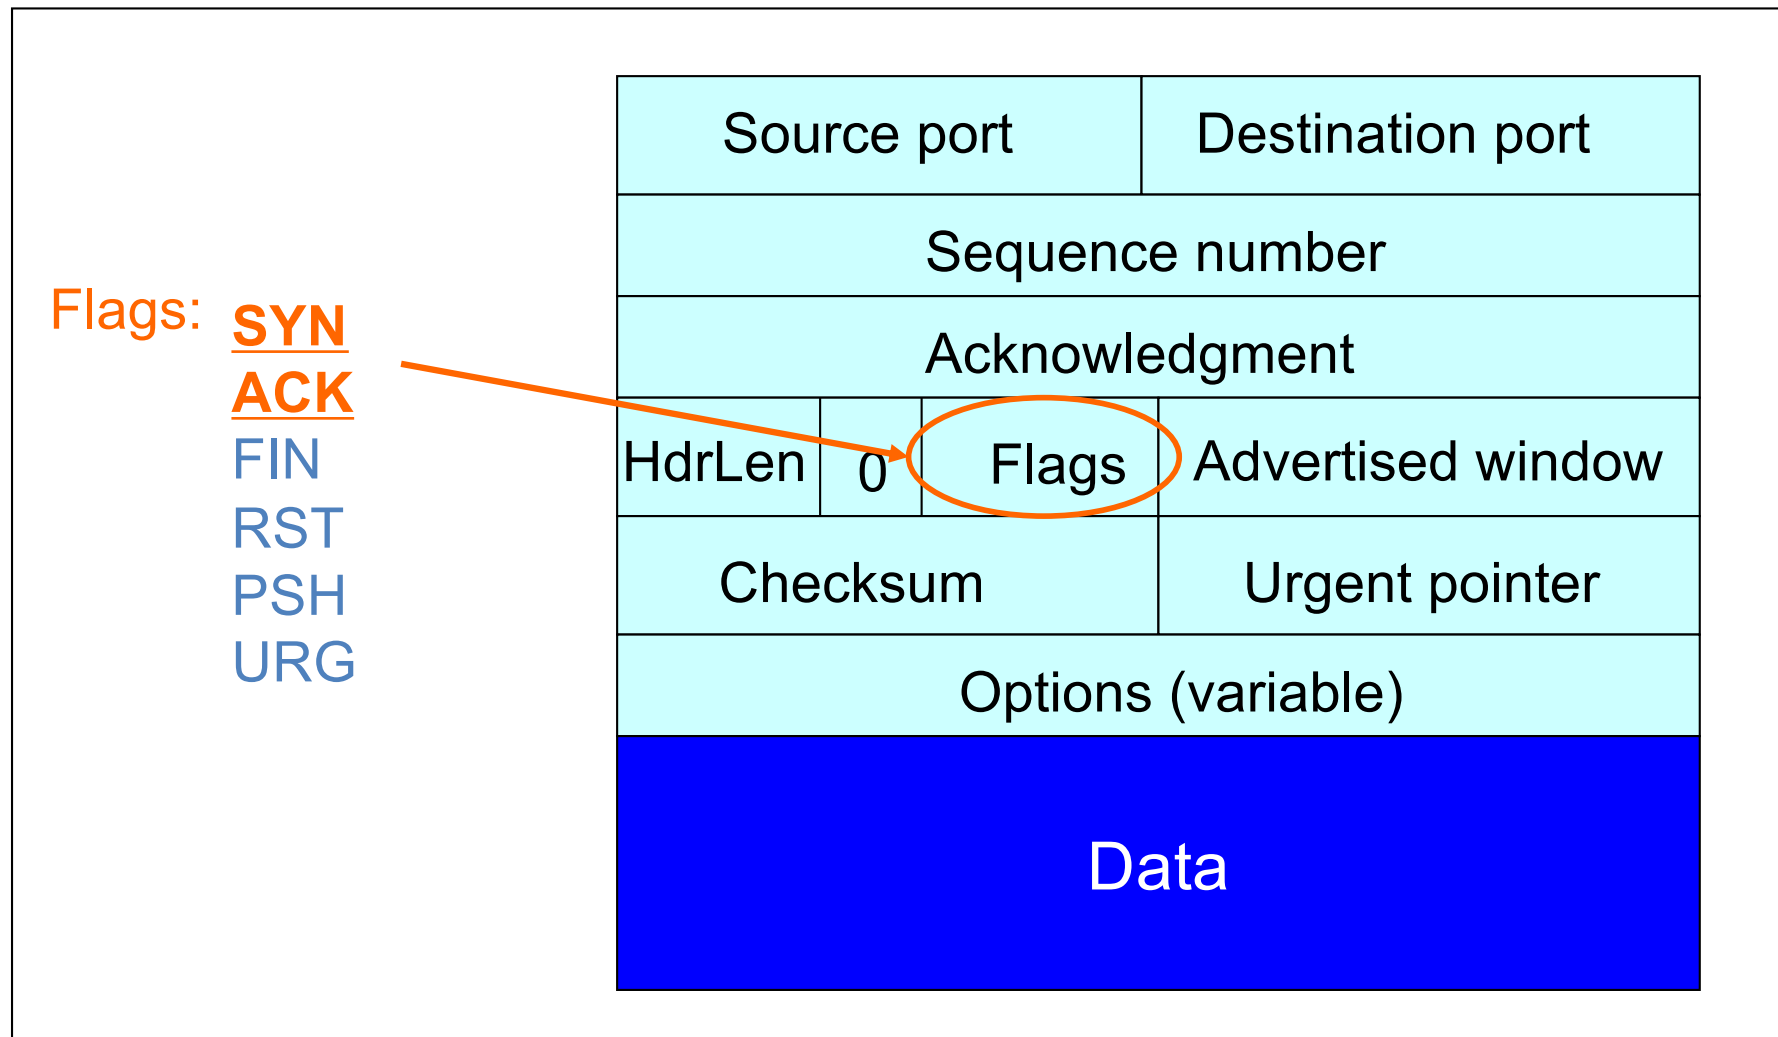 Source port Destination port
Sequence number
Flags: SYN
Acknowledgment
ACK
HdrLen 0 Flags Advertised window
FIN
RST
Checksum Urgent pointer
PSH
URG
Options (variable)
Data